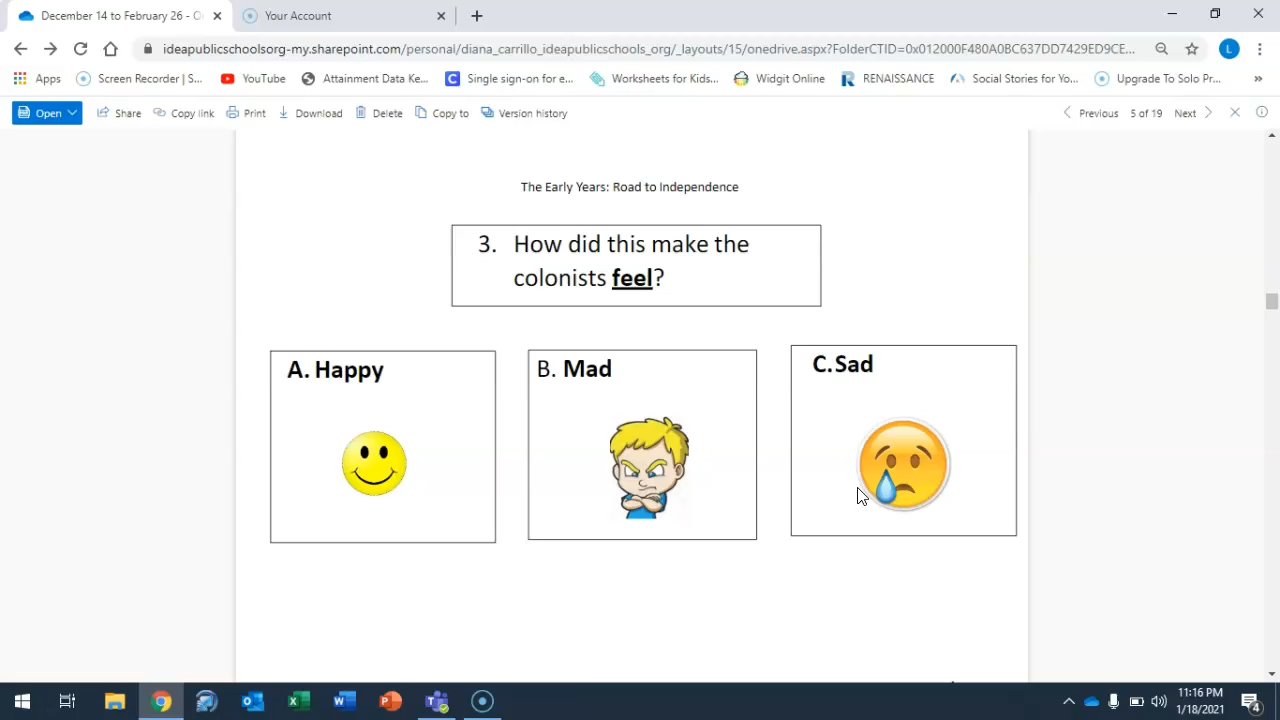 December 14 to February 26 - O
Your Account
ideapublicschoolsorg-my.sharepoint.com/personal/diana_carrillo_ideapublicschools_org/_layouts/15/onedrive.aspx?FolderCTID=0x012000F480A0BC637DD7429ED9CE...
L
Apps
Screen Recorder | S...
YouTube
Attainment Data Ke...
Single sign-on for e...
Worksheets for Kids...
Widgit Online
RENAISSANCE
Social Stories for Yo...
Upgrade To Solo Pr...
Open
Share
Copy link
Print
Download
Delete
Copy to
Version history
Previous
5 of 19
Next
The Early Years: Road to Independence
3. How did this make the
colonists feel?
A. Happy
B. Mad
C.Sad
11:16 PM
1/18/2021
4